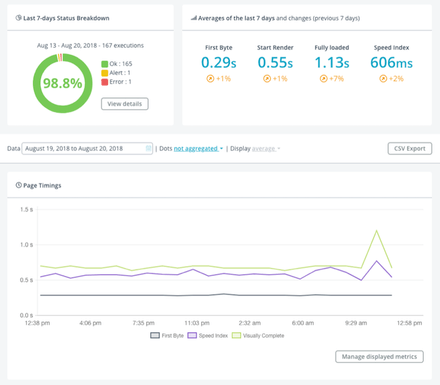 Last 7-days Status Breakdown
Aug 13 - Aug 20, 2018 - 167 executions
98.8%
Ok : 165
Alert : 1
Error : 1
View details
Averages of the last 7 days and changes (previous 7 days)
First Byte Start Render Fully loaded Speed Index
0.29s 0.55s 1.13s 606ms
+1% +1% +7% +2%
Data August 19, 2018 to August 20, 2018 | Dots not aggregated | Display average CSV Export
Page Timings
1.5 s
1.0 s
0.5 s
0.0 s
12:38 pm 4:06 pm 7:35 pm 11:03 pm 2:32 am 6:00 am 9:29 am 12:58 pm
First Byte Speed Index Visually Complete
Manage displayed metrics